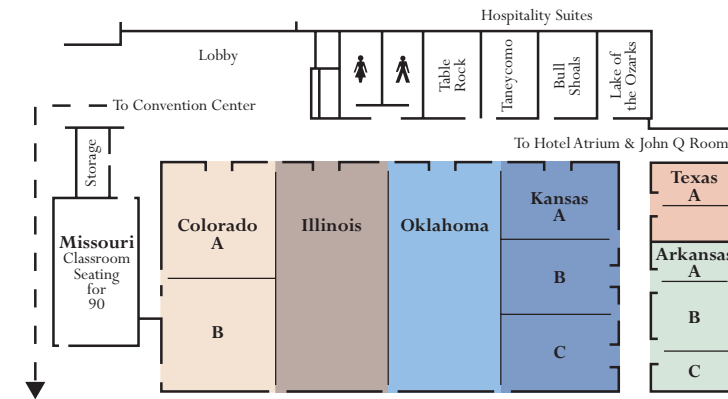 Hospitality Suites
Lobby
Table
Rock
Taneycomo
Bull
Shoals
Lake of
the Ozarks
To Convention Center
To Hotel Atrium & John Q Room
Storage
Missouri
Classroom
Seating
for
90
Colorado
A
B
Illinois
Oklahoma
Kansas
A
B
C
Texas
A
Arkansas
A
B
C